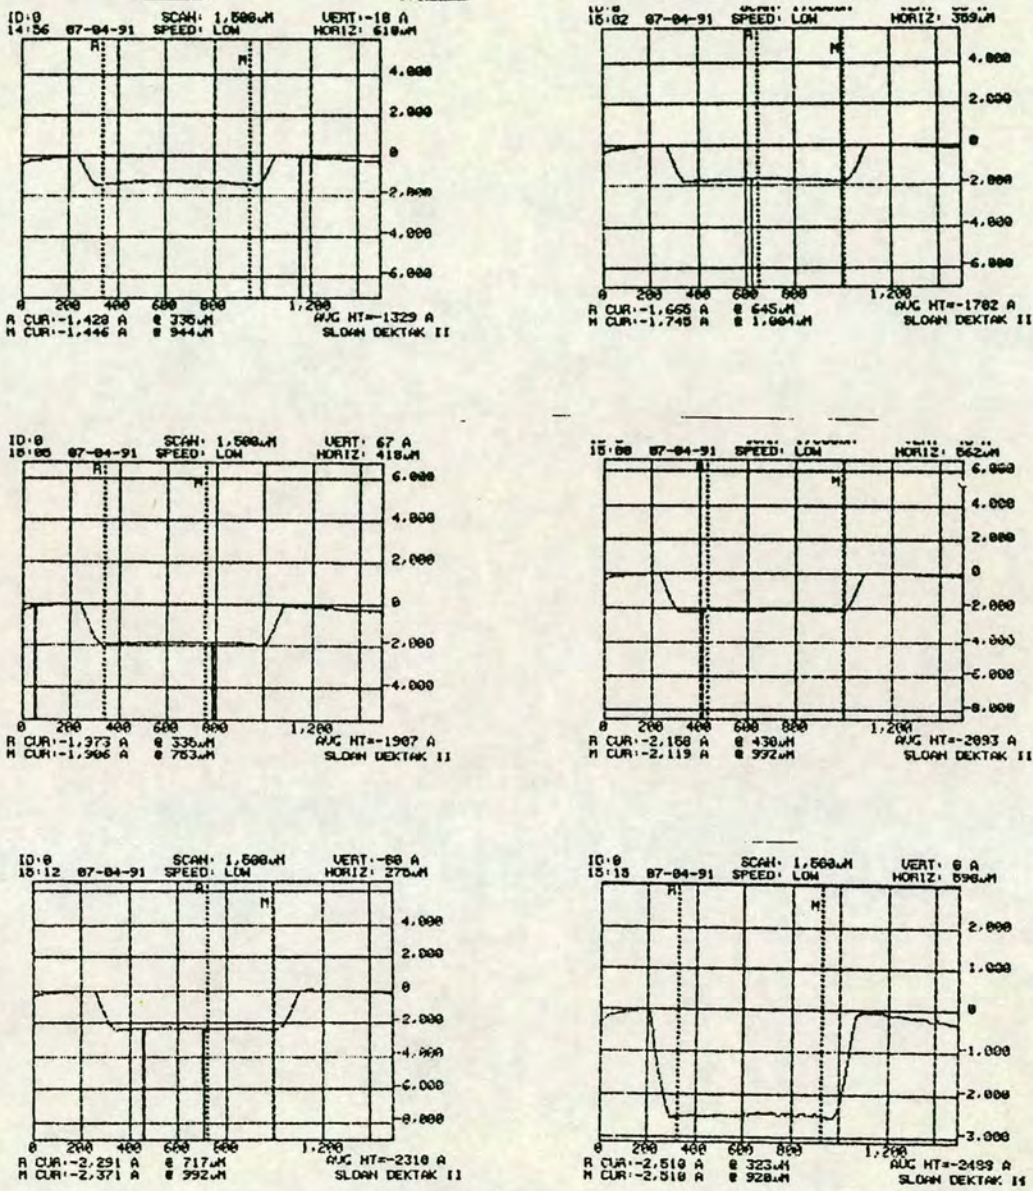 ID:0 SCAN: 1,500uM VERT:-18 A
14:56 07-04-91 SPEED: LOW HORIZ: 610uM
R
M
4,000
2,000
0
-2,000
-4,000
-6,000
0 200 400 600 800 1,200
R CUR:-1,428 A @ 335uM AVG HT=-1329 A
M CUR:-1,446 A @ 944uM SLOAN DEKTAK II
15:02 07-04-91 SPEED: LOW HORIZ: 359uM
R
M
4,000
2,000
0
-2,000
-4,000
-6,000
0 200 400 600 800 1,200
R CUR:-1,665 A @ 645uM AVG HT=-1702 A
M CUR:-1,745 A @ 1,004uM SLOAN DEKTAK II
ID:0 SCAN: 1,500uM VERT: 67 A
15:05 07-04-91 SPEED: LOW HORIZ: 418uM
R
M
6,000
4,000
2,000
0
-2,000
-4,000
0 200 400 600 800 1,200
R CUR:-1,973 A @ 335uM AVG HT=-1907 A
M CUR:-1,906 A @ 753uM SLOAN DEKTAK II
15:08 07-04-91 SPEED: LOW HORIZ: 562uM
M
6,000
4,000
2,000
0
-2,000
-4,000
-6,000
-8,000
0 200 400 600 800 1,200
R CUR:-2,168 A @ 430uM AVG HT=-2093 A
M CUR:-2,119 A @ 992uM SLOAN DEKTAK II
ID:0 SCAN: 1,500uM VERT:-80 A
15:12 07-04-91 SPEED: LOW HORIZ: 275uM
R
M
4,000
2,000
0
-2,000
-4,000
-6,000
-8,000
0 200 400 600 800 1,200
R CUR:-2,291 A @ 717uM AVG HT=-2310 A
M CUR:-2,371 A @ 992uM SLOAN DEKTAK II
ID:0 SCAN: 1,500uM VERT: 0 A
15:15 07-04-91 SPEED: LOW HORIZ: 598uM
R
M
2,000
1,000
0
-1,000
-2,000
-3,000
0 200 400 600 800 1,200
R CUR:-2,510 A @ 323uM AVG HT=-2488 A
M CUR:-2,510 A @ 920uM SLOAN DEKTAK II